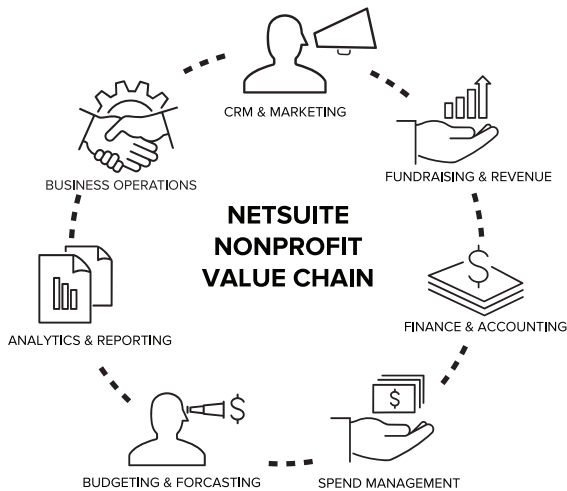 CRM & MARKETING
FUNDRAISING & REVENUE
BUSINESS OPERATIONS
NETSUITE
NONPROFIT
VALUE CHAIN
$
FINANCE & ACCOUNTING
ANALYTICS & REPORTING
$
$
BUDGETING & FORCASTING
SPEND MANAGEMENT